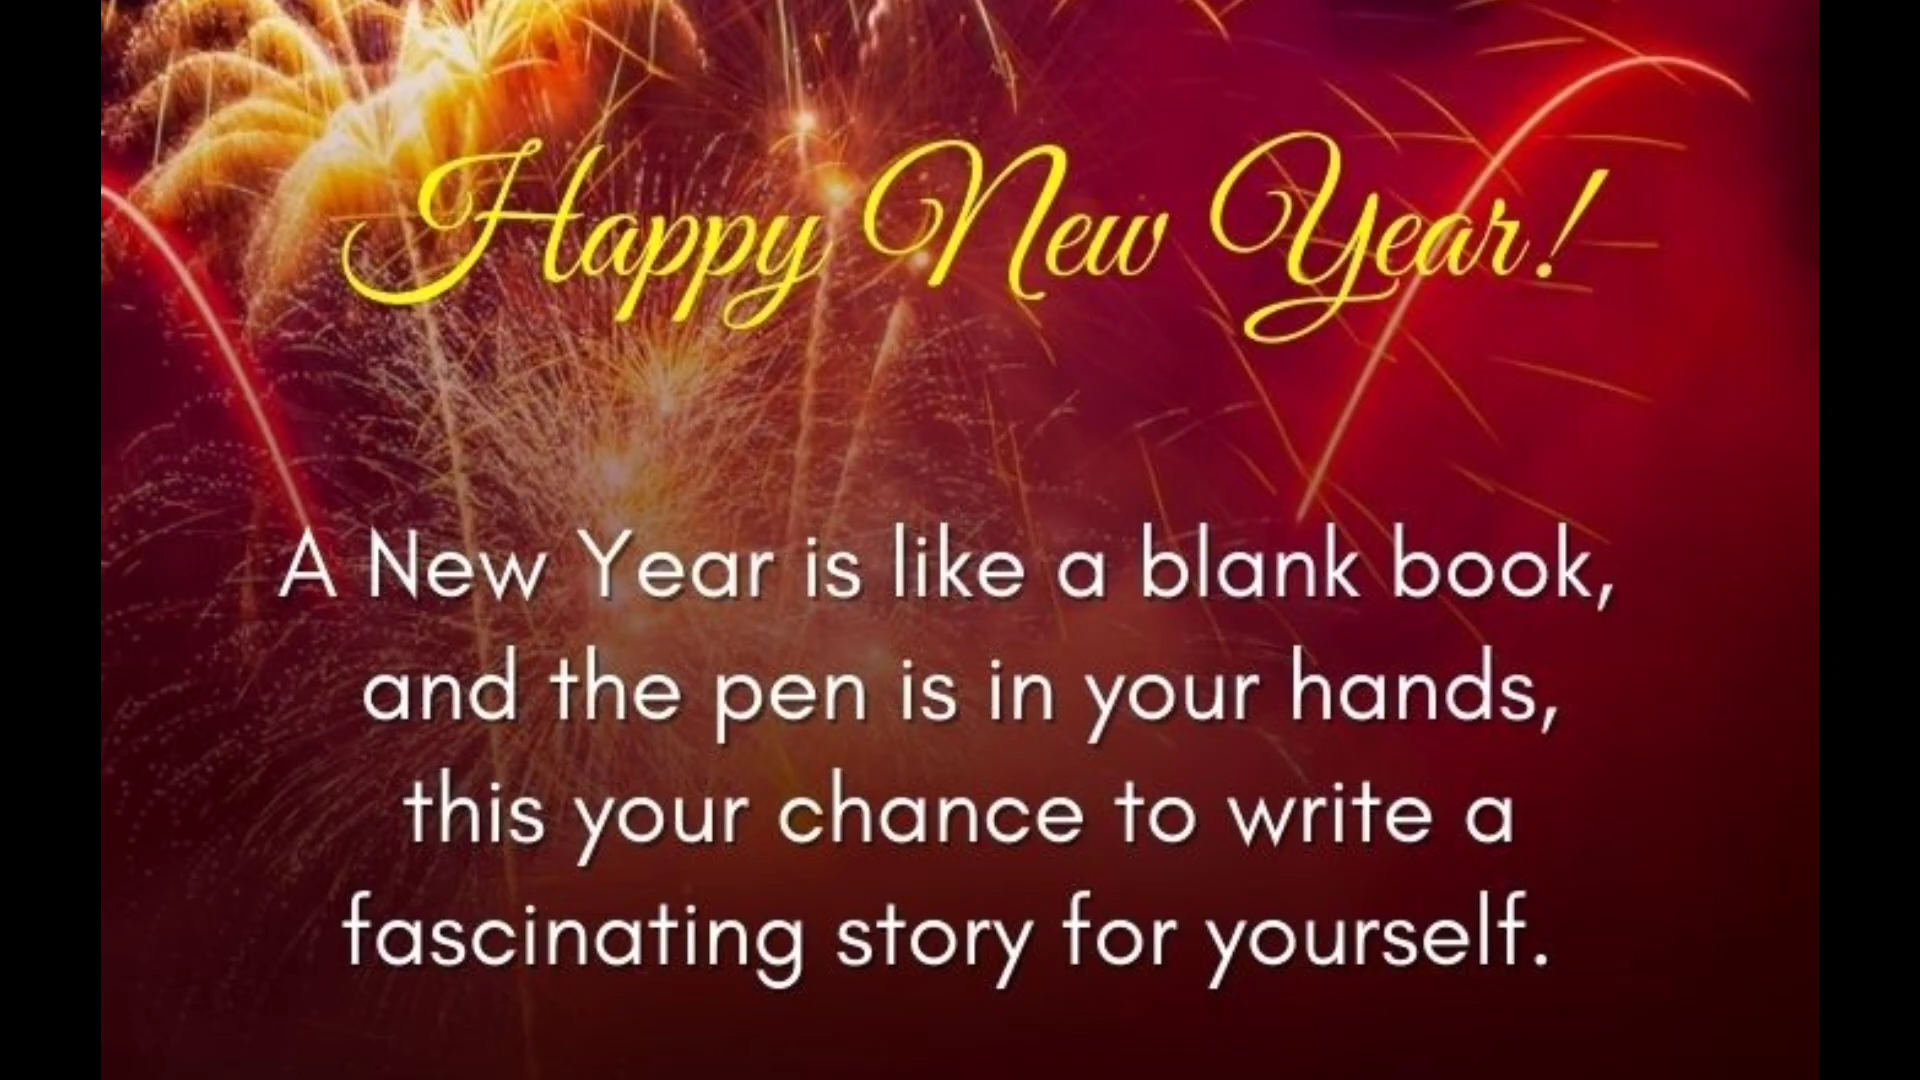 Happy New Year!
A New Year is like a blank book,
and the pen is in your hands,
this your chance to write a
fascinating story for yourself.